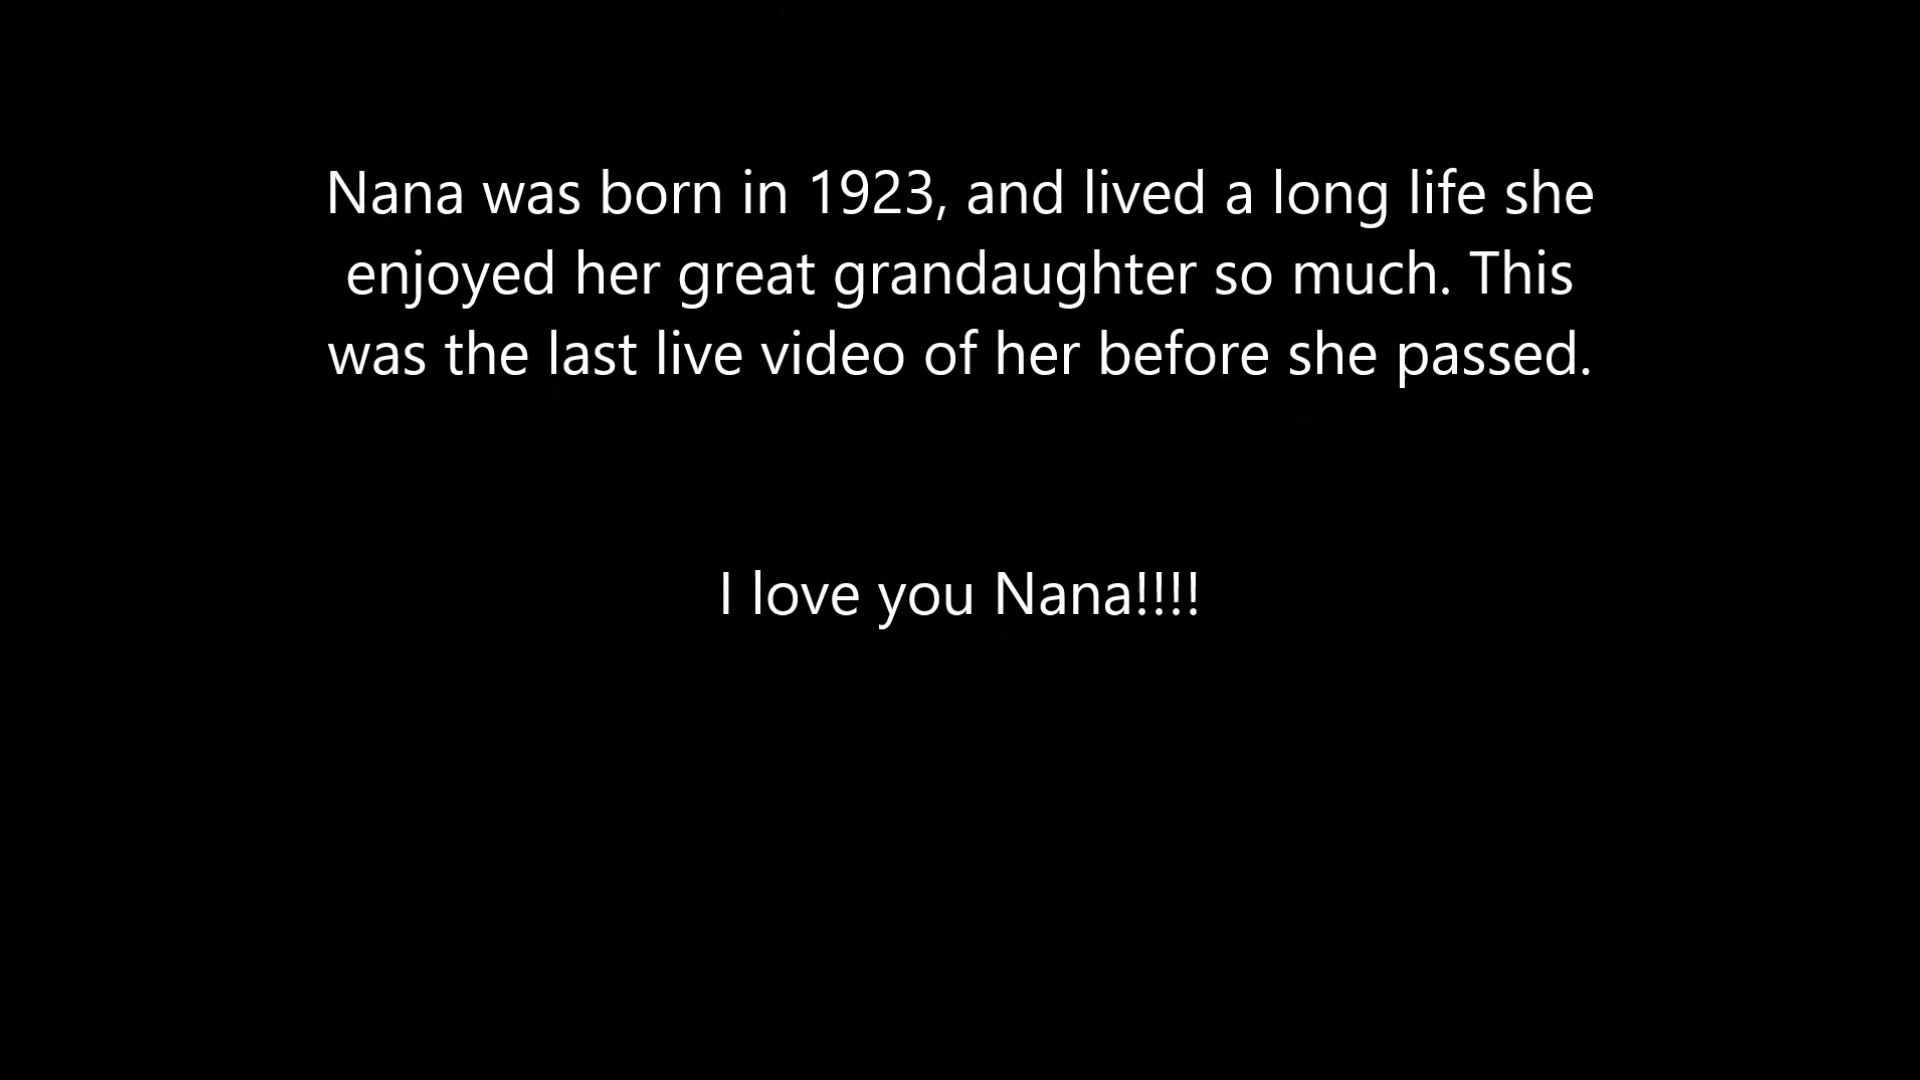 Nana was born in 1923, and lived a long life she
enjoyed her great grandaughter so much. This
was the last live video of her before she passed.
I love you Nana!!!!